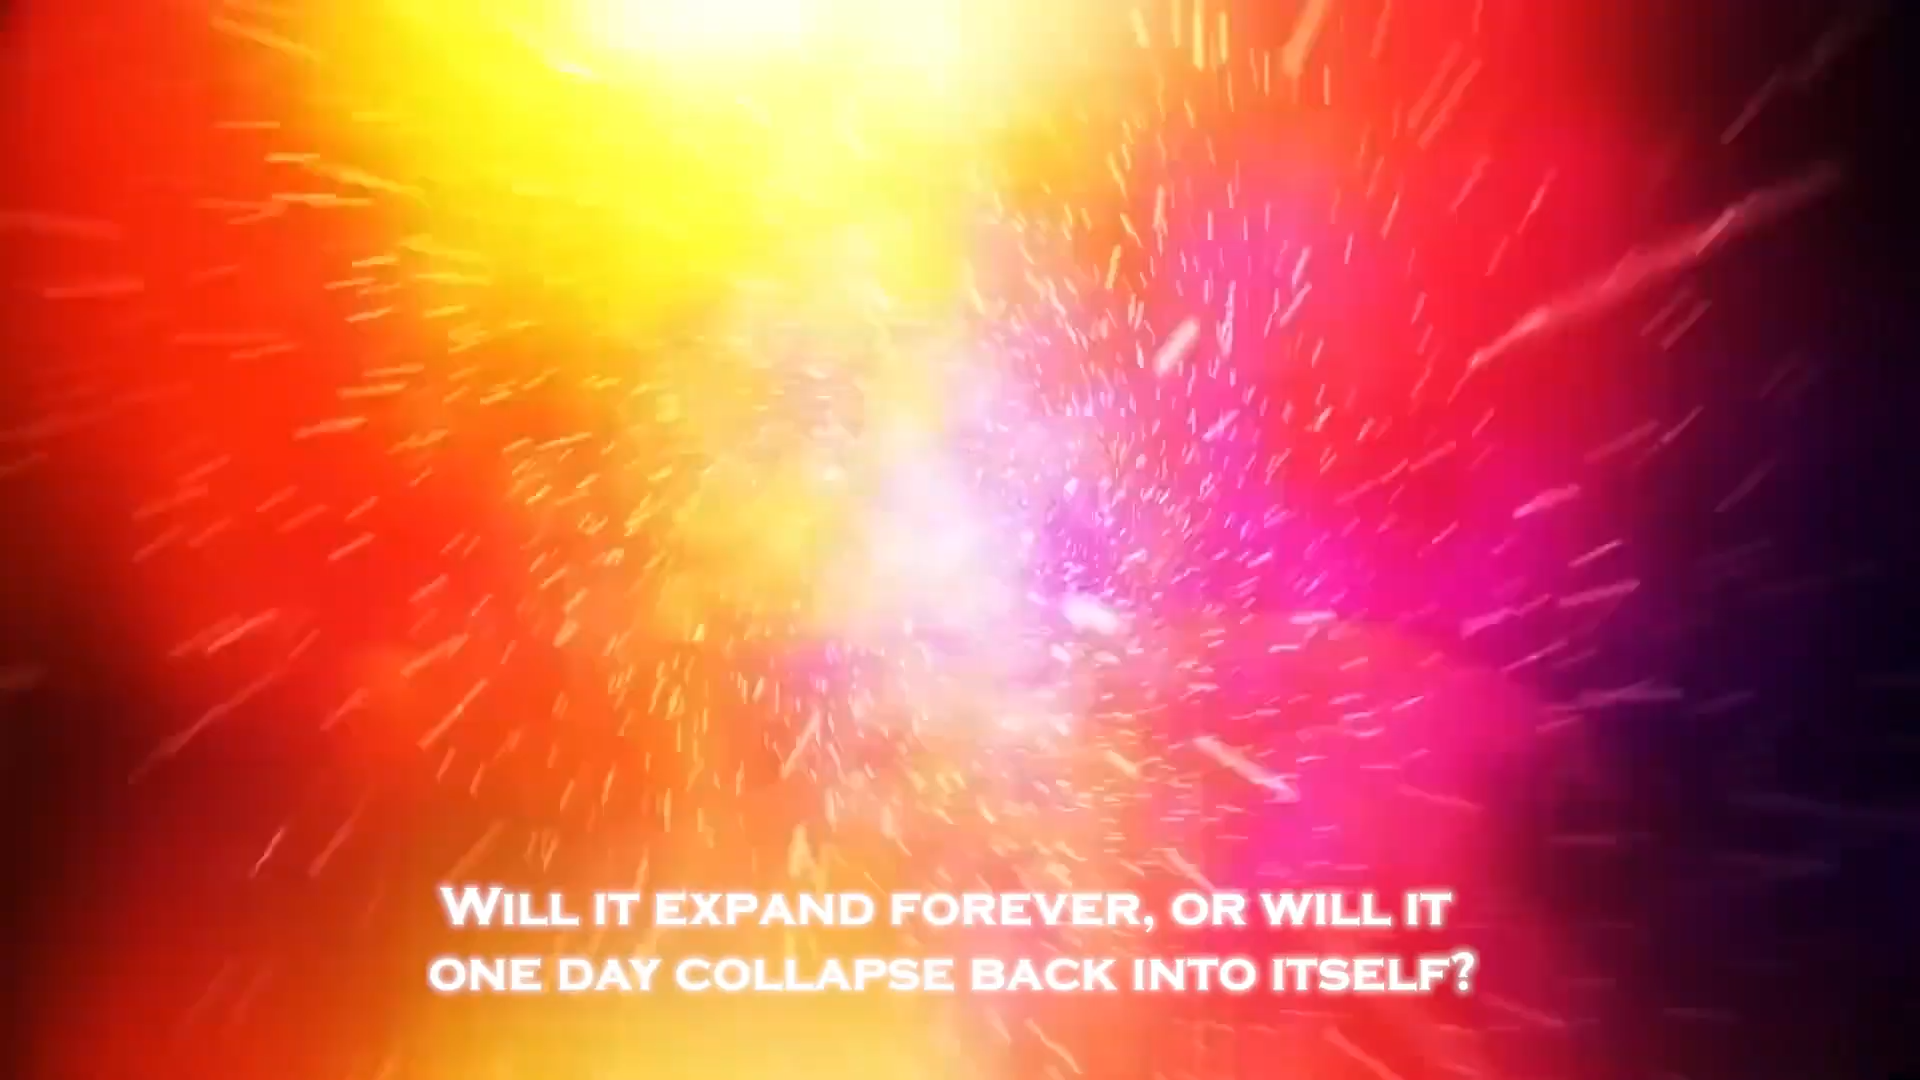 Will it expand forever, or will it
one day collapse back into itself?